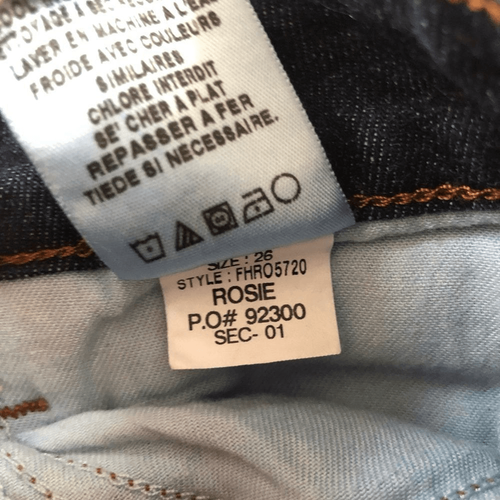 LAVER EN MACHINE A L'EAU
FROIDE AVEC COULEURS
SIMILAIRES
CHLORE INTERDIT
SE' CHER A PLAT
REPASSER A FER
TIEDE SI NECESSAIRE.
SIZE : 26
STYLE : FHRO5720
ROSIE
P.O# 92300
SEC- 01